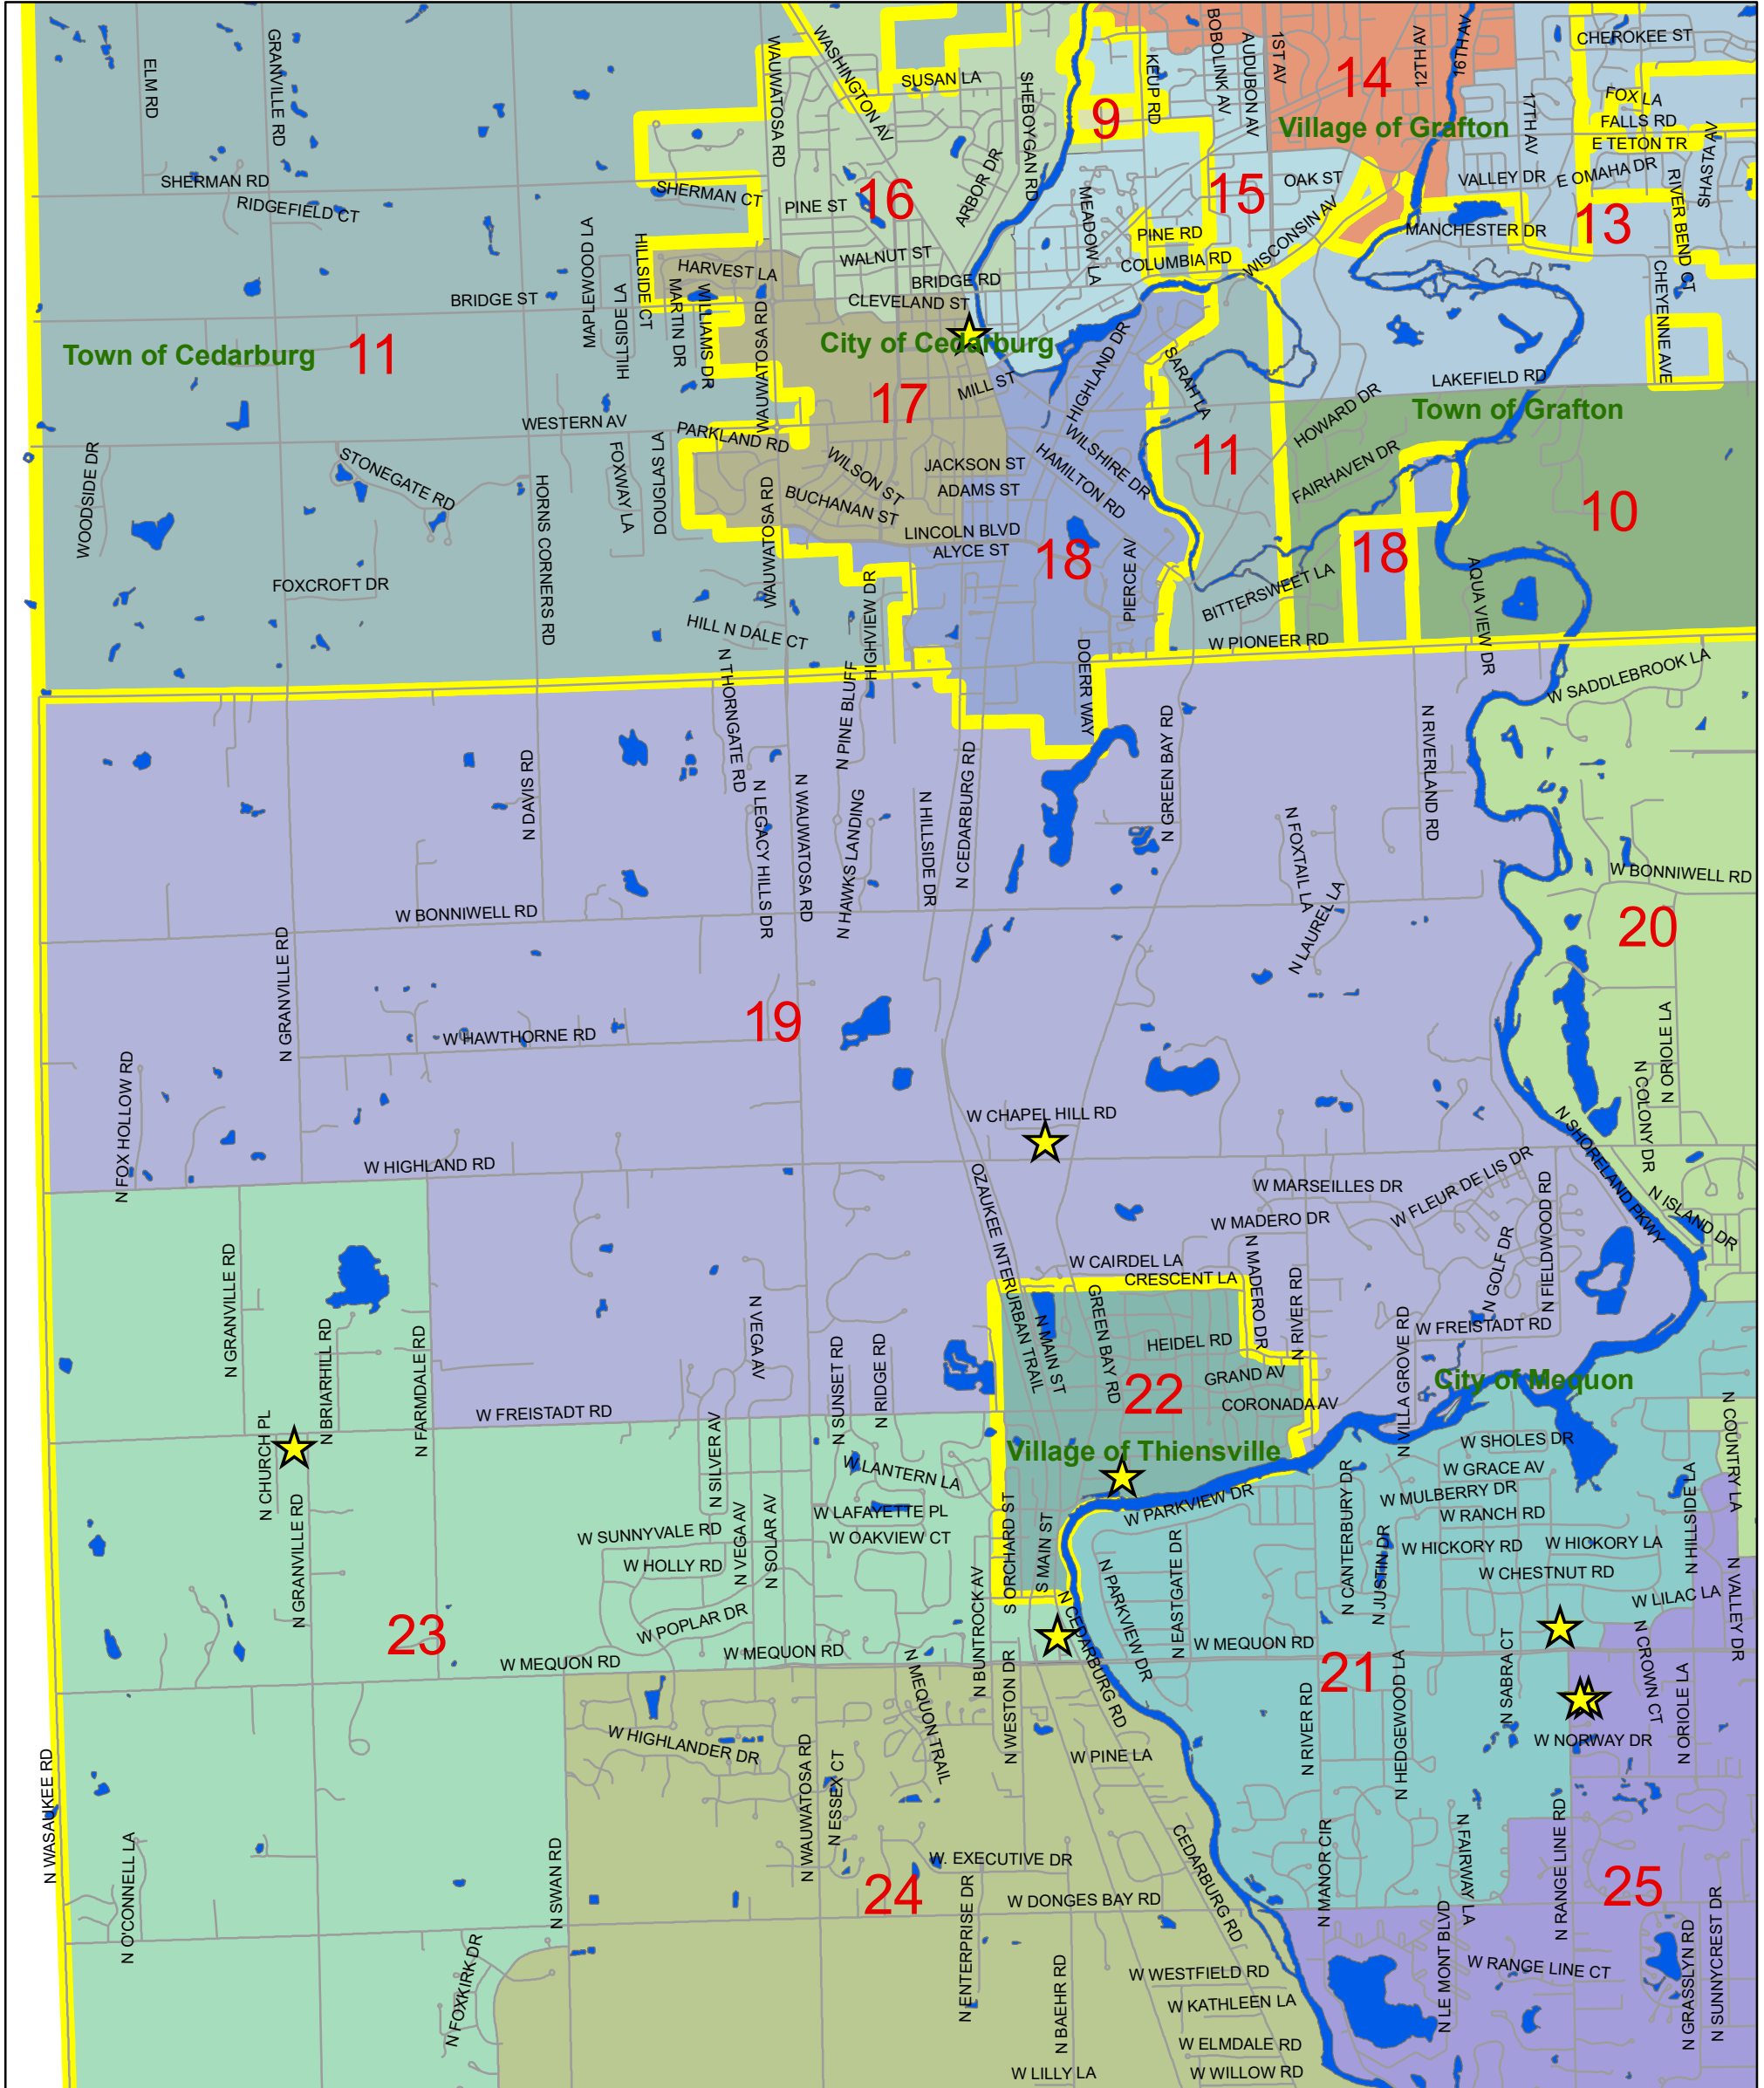 ELM RD
GRANVILLE RD
WAUWATOSA RD
WASHINGTON AV
SUSAN LA
SHEBOYGAN RD
KEUP RD
BOBOLINK AV
AUDUBON AV
1ST AV
12TH AV
16TH AV
CHEROKEE ST
14
9
Village of Grafton
17TH AV
FOX LA
FALLS RD
E TETON TR
SHASTA AV
SHERMAN RD
RIDGEFIELD CT
SHERMAN CT
PINE ST
16
ARBOR DR
MEADOW LA
15
OAK ST
VALLEY DR
E OMAHA DR
RIVER BEND CT
13
MAPLEWOOD LA
HILLSIDE CT
HARVEST LA
WALNUT ST
BRIDGE RD
PINE RD
COLUMBIA RD
WISCONSIN AV
MANCHESTER DR
CHEYENNE AVE
BRIDGE ST
HILLSIDE LA
MARTIN DR
WILLIAMS DR
WAUWATOSA RD
CLEVELAND ST
Town of Cedarburg
11
City of Cedarburg
HIGHLAND DR
SARAH LA
LAKEFIELD RD
17
MILL ST
HOWARD DR
Town of Grafton
WESTERN AV
PARKLAND RD
WOODSIDE DR
STONEGATE RD
HORNS CORNERS RD
FOXWAY LA
DOUGLAS LA
WILSON ST
JACKSON ST
WILSHIRE DR
HAMILTON RD
11
FAIRHAVEN DR
WAUWATOSA RD
BUCHANAN ST
ADAMS ST
10
LINCOLN BLVD
ALYCE ST
18
18
FOXCROFT DR
HIGHVIEW DR
PIERCE AV
BITTERSWEET LA
AQUA VIEW DR
HILL N DALE CT
W PIONEER RD
N THORNGATE RD
N PINE BLUFF
DOERR WAY
W SADDLEBROOK LA
N DAVIS RD
N LEGACY HILLS DR
N WAUWATOSA RD
N HAWKS LANDING
N HILLSIDE DR
N CEDARBURG RD
N GREEN BAY RD
N FOXTAIL LA
N RIVERLAND RD
W BONNIWELL RD
W BONNIWELL RD
N LAUREL LA
20
N GRANVILLE RD
19
W HAWTHORNE RD
N FOX HOLLOW RD
N ORIOLE LA
N COLONY DR
W CHAPEL HILL RD
N SHORELAND PKWY
W HIGHLAND RD
OZAUKEE INTERURBAN TRAIL
W MARSEILLES DR
W FLEUR DE LIS DR
N ISLAND DR
W MADERO DR
N GRANVILLE RD
W CAIRDEL LA
CRESCENT LA
N MADERO DR
N RIVER RD
N GOLF DR
N FIELDWOOD RD
N BRIARHILL RD
N FARMDALE RD
N VEGA AV
N SUNSET RD
N RIDGE RD
N MAIN ST
GREEN BAY RD
HEIDEL RD
N VILLAGROVE RD
W FREISTADT RD
22
GRAND AV
City of Mequon
CORONADA AV
W FREISTADT RD
N CHURCH PL
N SILVER AV
Village of Thiensville
W SHOLES DR
N COUNTRY LA
W LANTERN LA
W GRACE AV
N GRANVILLE RD
N VEGA AV
N SOLAR AV
W LAFAYETTE PL
S ORCHARD ST
W PARKVIEW DR
N CANTERBURY DR
W MULBERRY DR
W RANCH RD
N HILLSIDE LA
W SUNNYVALE RD
W OAKVIEW CT
S MAIN ST
N EASTGATE DR
N JUSTIN DR
W HICKORY RD
W HICKORY LA
W HOLLY RD
N BUNTROCK AV
N PARKVIEW DR
W CHESTNUT RD
N VALLEY DR
W POPLAR DR
N CEDARBURG RD
W LILAC LA
23
W MEQUON RD
W MEQUON RD
W MEQUON RD
N MEQUON TRAIL
N WESTON DR
21
N HEDGEWOOD LA
N SABRA CT
N CROWN CT
N ORIOLE LA
W HIGHLANDER DR
N WAUWATOSA RD
N ESSEX CT
W PINE LA
N RIVER RD
W NORWAY DR
N WASAUKEE RD
N O'CONNELL LA
N SWAN RD
W. EXECUTIVE DR
CEDARBURG RD
N MANOR CIR
N FAIRWAY LA
N RANGE LINE RD
25
24
N ENTERPRISE DR
W DONGES BAY RD
N FOXKIRK DR
N BAEHR RD
W WESTFIELD RD
N LE MONT BLVD
W RANGE LINE CT
N GRASSLYN RD
N SUNNYCREST DR
W KATHLEEN LA
W ELMDALE RD
W LILLY LA
W WILLOW RD